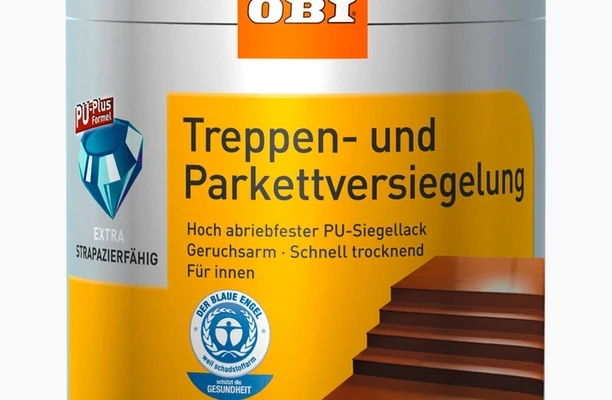 OBI
PU-Plus
Formel
Treppen- und
Parkettversiegelung
EXTRA
STRAPAZIERFÄHIG
Hoch abriebfester PU-Siegellack
Geruchsarm · Schnell trocknend
Für innen
DER BLAUE ENGEL
weil schadstoffarm
schützt die
GESUNDHEIT